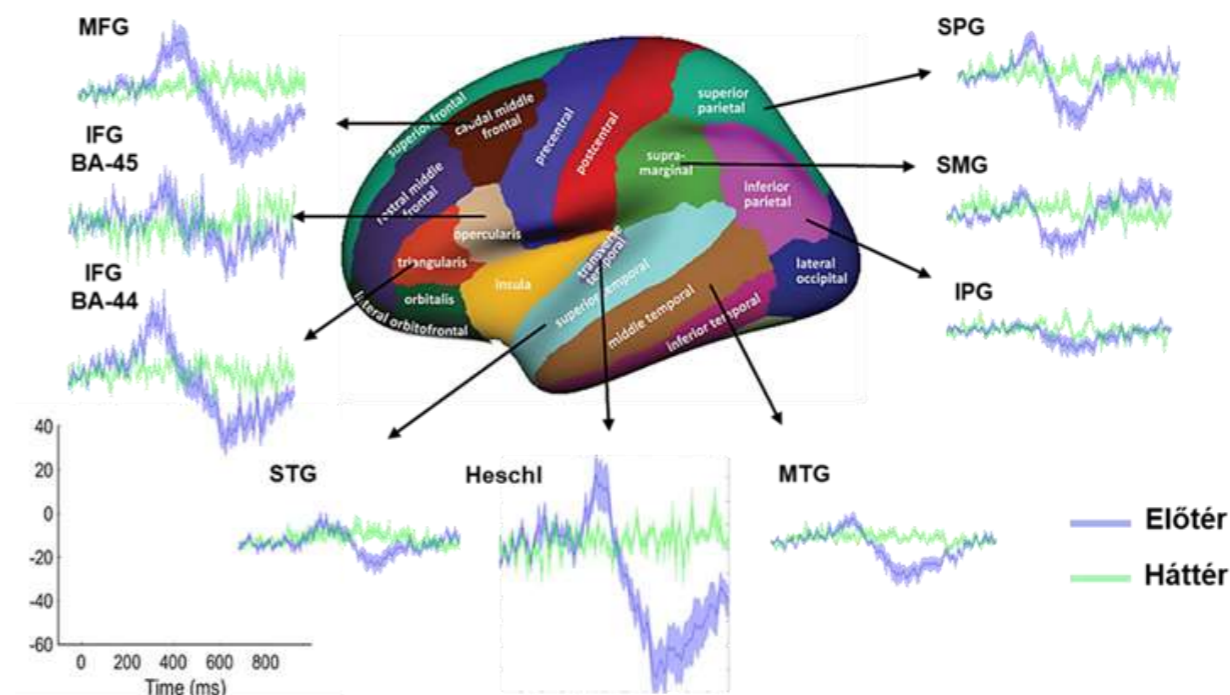 MFG
SPG
IFG
BA-45
SMG
IFG
BA-44
IPG
superior frontal
caudal middle
frontal
precentral
postcentral
superior
parietal
supra-
marginal
inferior
parietal
rostral middle
frontal
opercularis
triangularis
orbitalis
lateral orbitofrontal
insula
transverse
temporal
superior temporal
middle temporal
inferior temporal
lateral
occipital
STG
Heschl
MTG
40
20
0
-20
-40
-60
0 200 400 600 800
Time (ms)
Előtér
Háttér